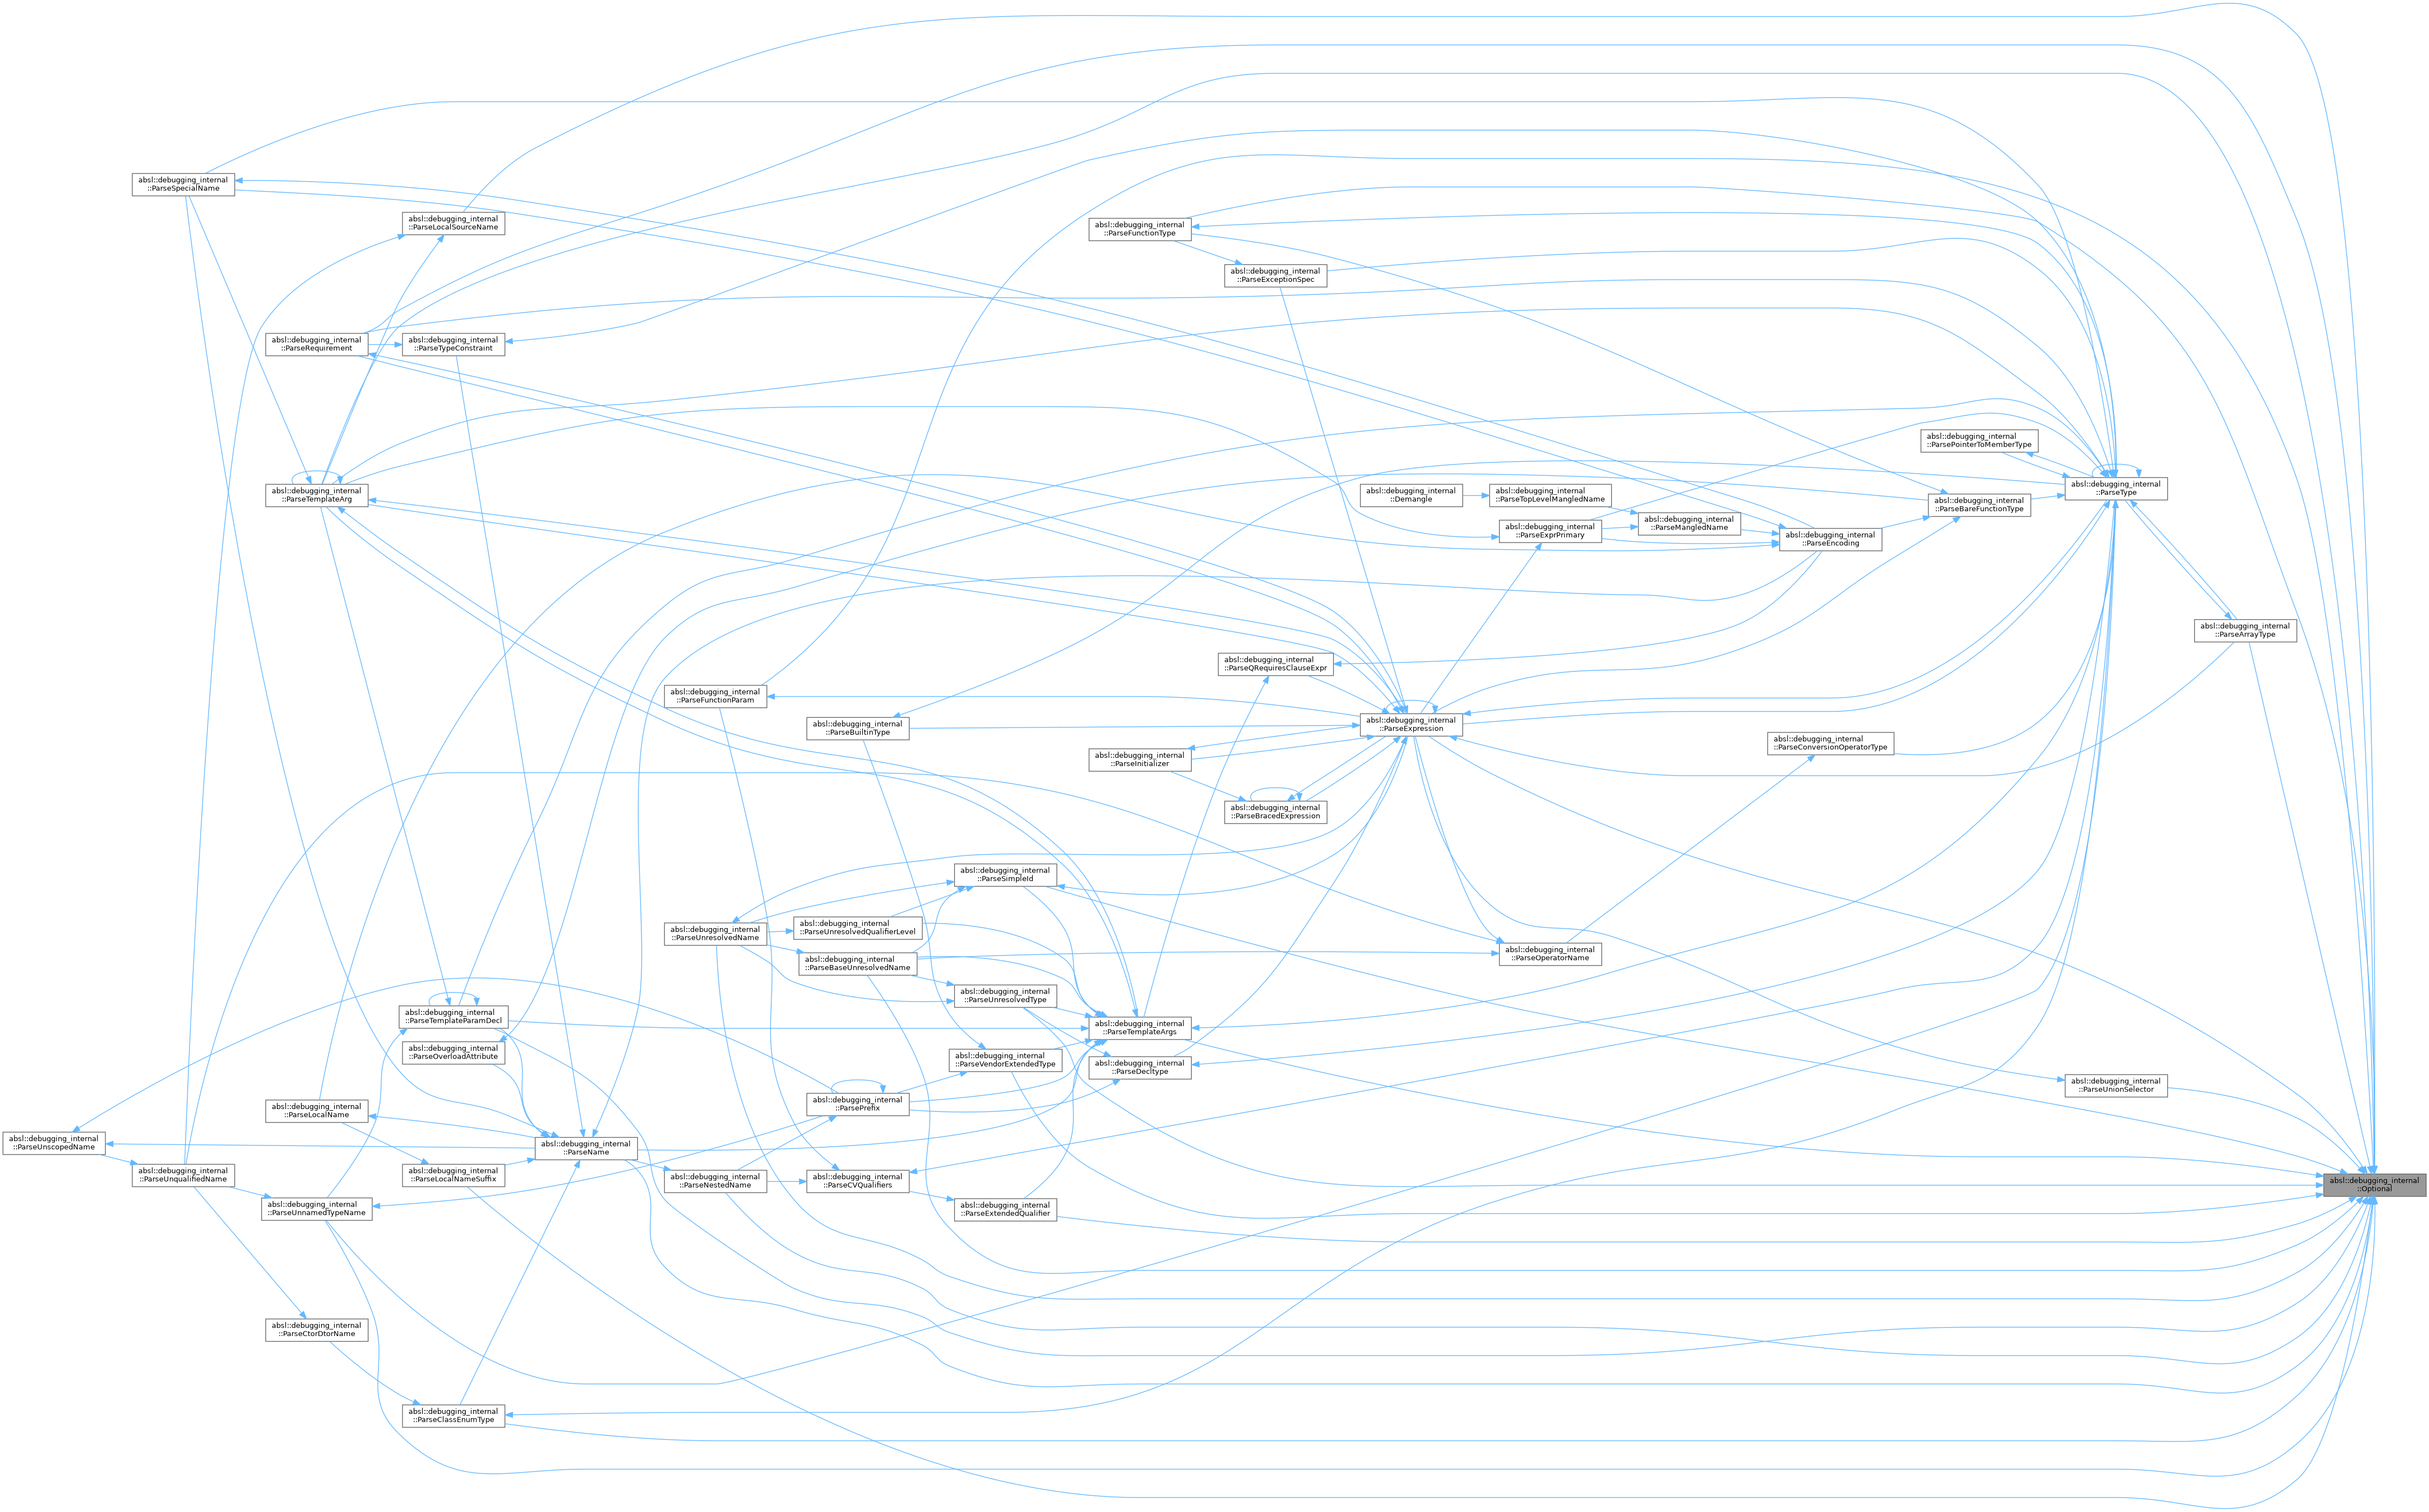 absl::debugging_internal
::ParseSpecialName
absl::debugging_internal
::ParseLocalSourceName
absl::debugging_internal
::ParseFunctionType
absl::debugging_internal
::ParseExceptionSpec
absl::debugging_internal
::ParseRequirement
absl::debugging_internal
::ParseTypeConstraint
absl::debugging_internal
::ParsePointerToMemberType
absl::debugging_internal
::ParseTemplateArg
absl::debugging_internal
::Demangle
absl::debugging_internal
::ParseTopLevelMangledName
absl::debugging_internal
::ParseType
absl::debugging_internal
::ParseBareFunctionType
absl::debugging_internal
::ParseMangledName
absl::debugging_internal
::ParseExprPrimary
absl::debugging_internal
::ParseEncoding
absl::debugging_internal
::ParseArrayType
absl::debugging_internal
::ParseQRequiresClauseExpr
absl::debugging_internal
::ParseFunctionParam
absl::debugging_internal
::ParseBuiltinType
absl::debugging_internal
::ParseExpression
absl::debugging_internal
::ParseConversionOperatorType
absl::debugging_internal
::ParseInitializer
absl::debugging_internal
::ParseBracedExpression
absl::debugging_internal
::ParseSimpleId
absl::debugging_internal
::ParseUnresolvedName
absl::debugging_internal
::ParseUnresolvedQualifierLevel
absl::debugging_internal
::ParseBaseUnresolvedName
absl::debugging_internal
::ParseOperatorName
absl::debugging_internal
::ParseUnresolvedType
absl::debugging_internal
::ParseTemplateParamDecl
absl::debugging_internal
::ParseTemplateArgs
absl::debugging_internal
::ParseOverloadAttribute
absl::debugging_internal
::ParseVendorExtendedType
absl::debugging_internal
::ParseDecltype
absl::debugging_internal
::ParseUnionSelector
absl::debugging_internal
::ParseLocalName
absl::debugging_internal
::ParsePrefix
absl::debugging_internal
::ParseUnscopedName
absl::debugging_internal
::ParseName
absl::debugging_internal
::ParseUnqualifiedName
absl::debugging_internal
::ParseLocalNameSuffix
absl::debugging_internal
::ParseNestedName
absl::debugging_internal
::ParseCVQualifiers
absl::debugging_internal
::Optional
absl::debugging_internal
::ParseUnnamedTypeName
absl::debugging_internal
::ParseExtendedQualifier
absl::debugging_internal
::ParseCtorDtorName
absl::debugging_internal
::ParseClassEnumType